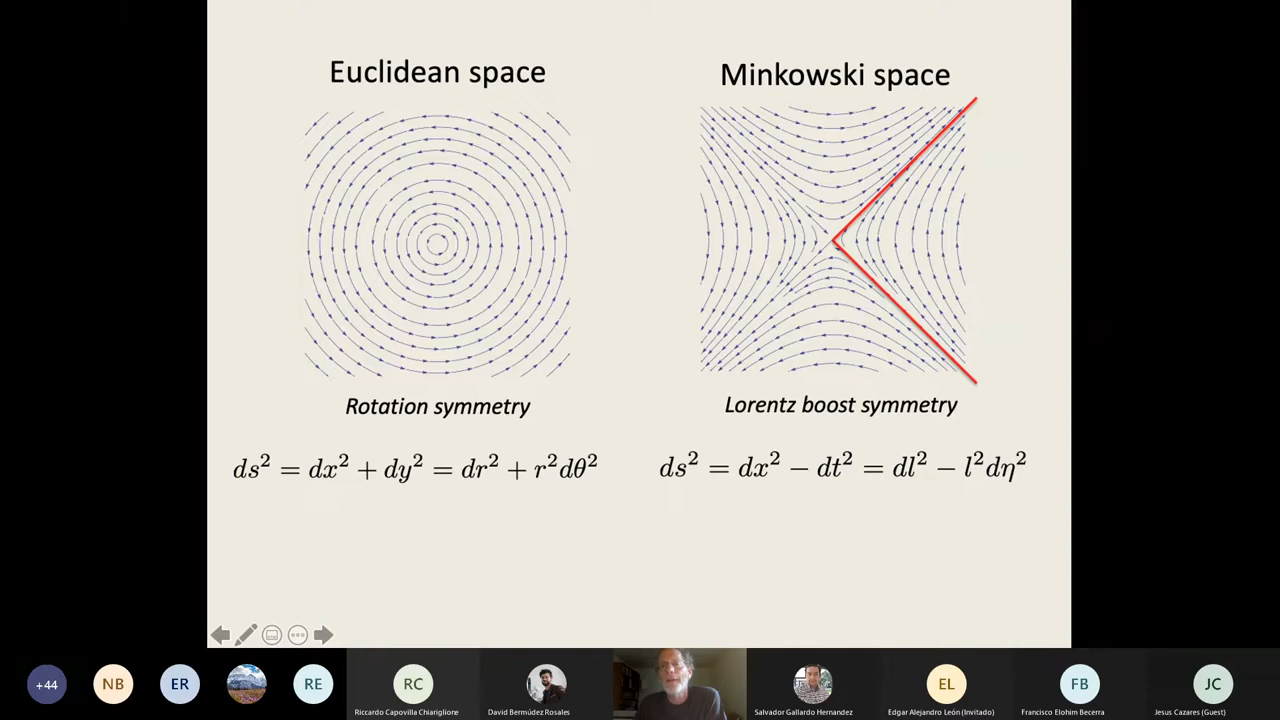 Euclidean space
Minkowski space
Rotation symmetry
Lorentz boost symmetry
ds² = dx² + dy² = dr² + r²dθ²
ds² = dx² − dt² = dl² − l²dη²
+44
NB
ER
RE
RC
Riccardo Capovilla Chiariglione
David Bermúdez Rosales
Salvador Gallardo Hernandez
EL
Edgar Alejandro León (Invitado)
FB
Francisco Elohim Becerra
JC
Jesus Cazares (Guest)